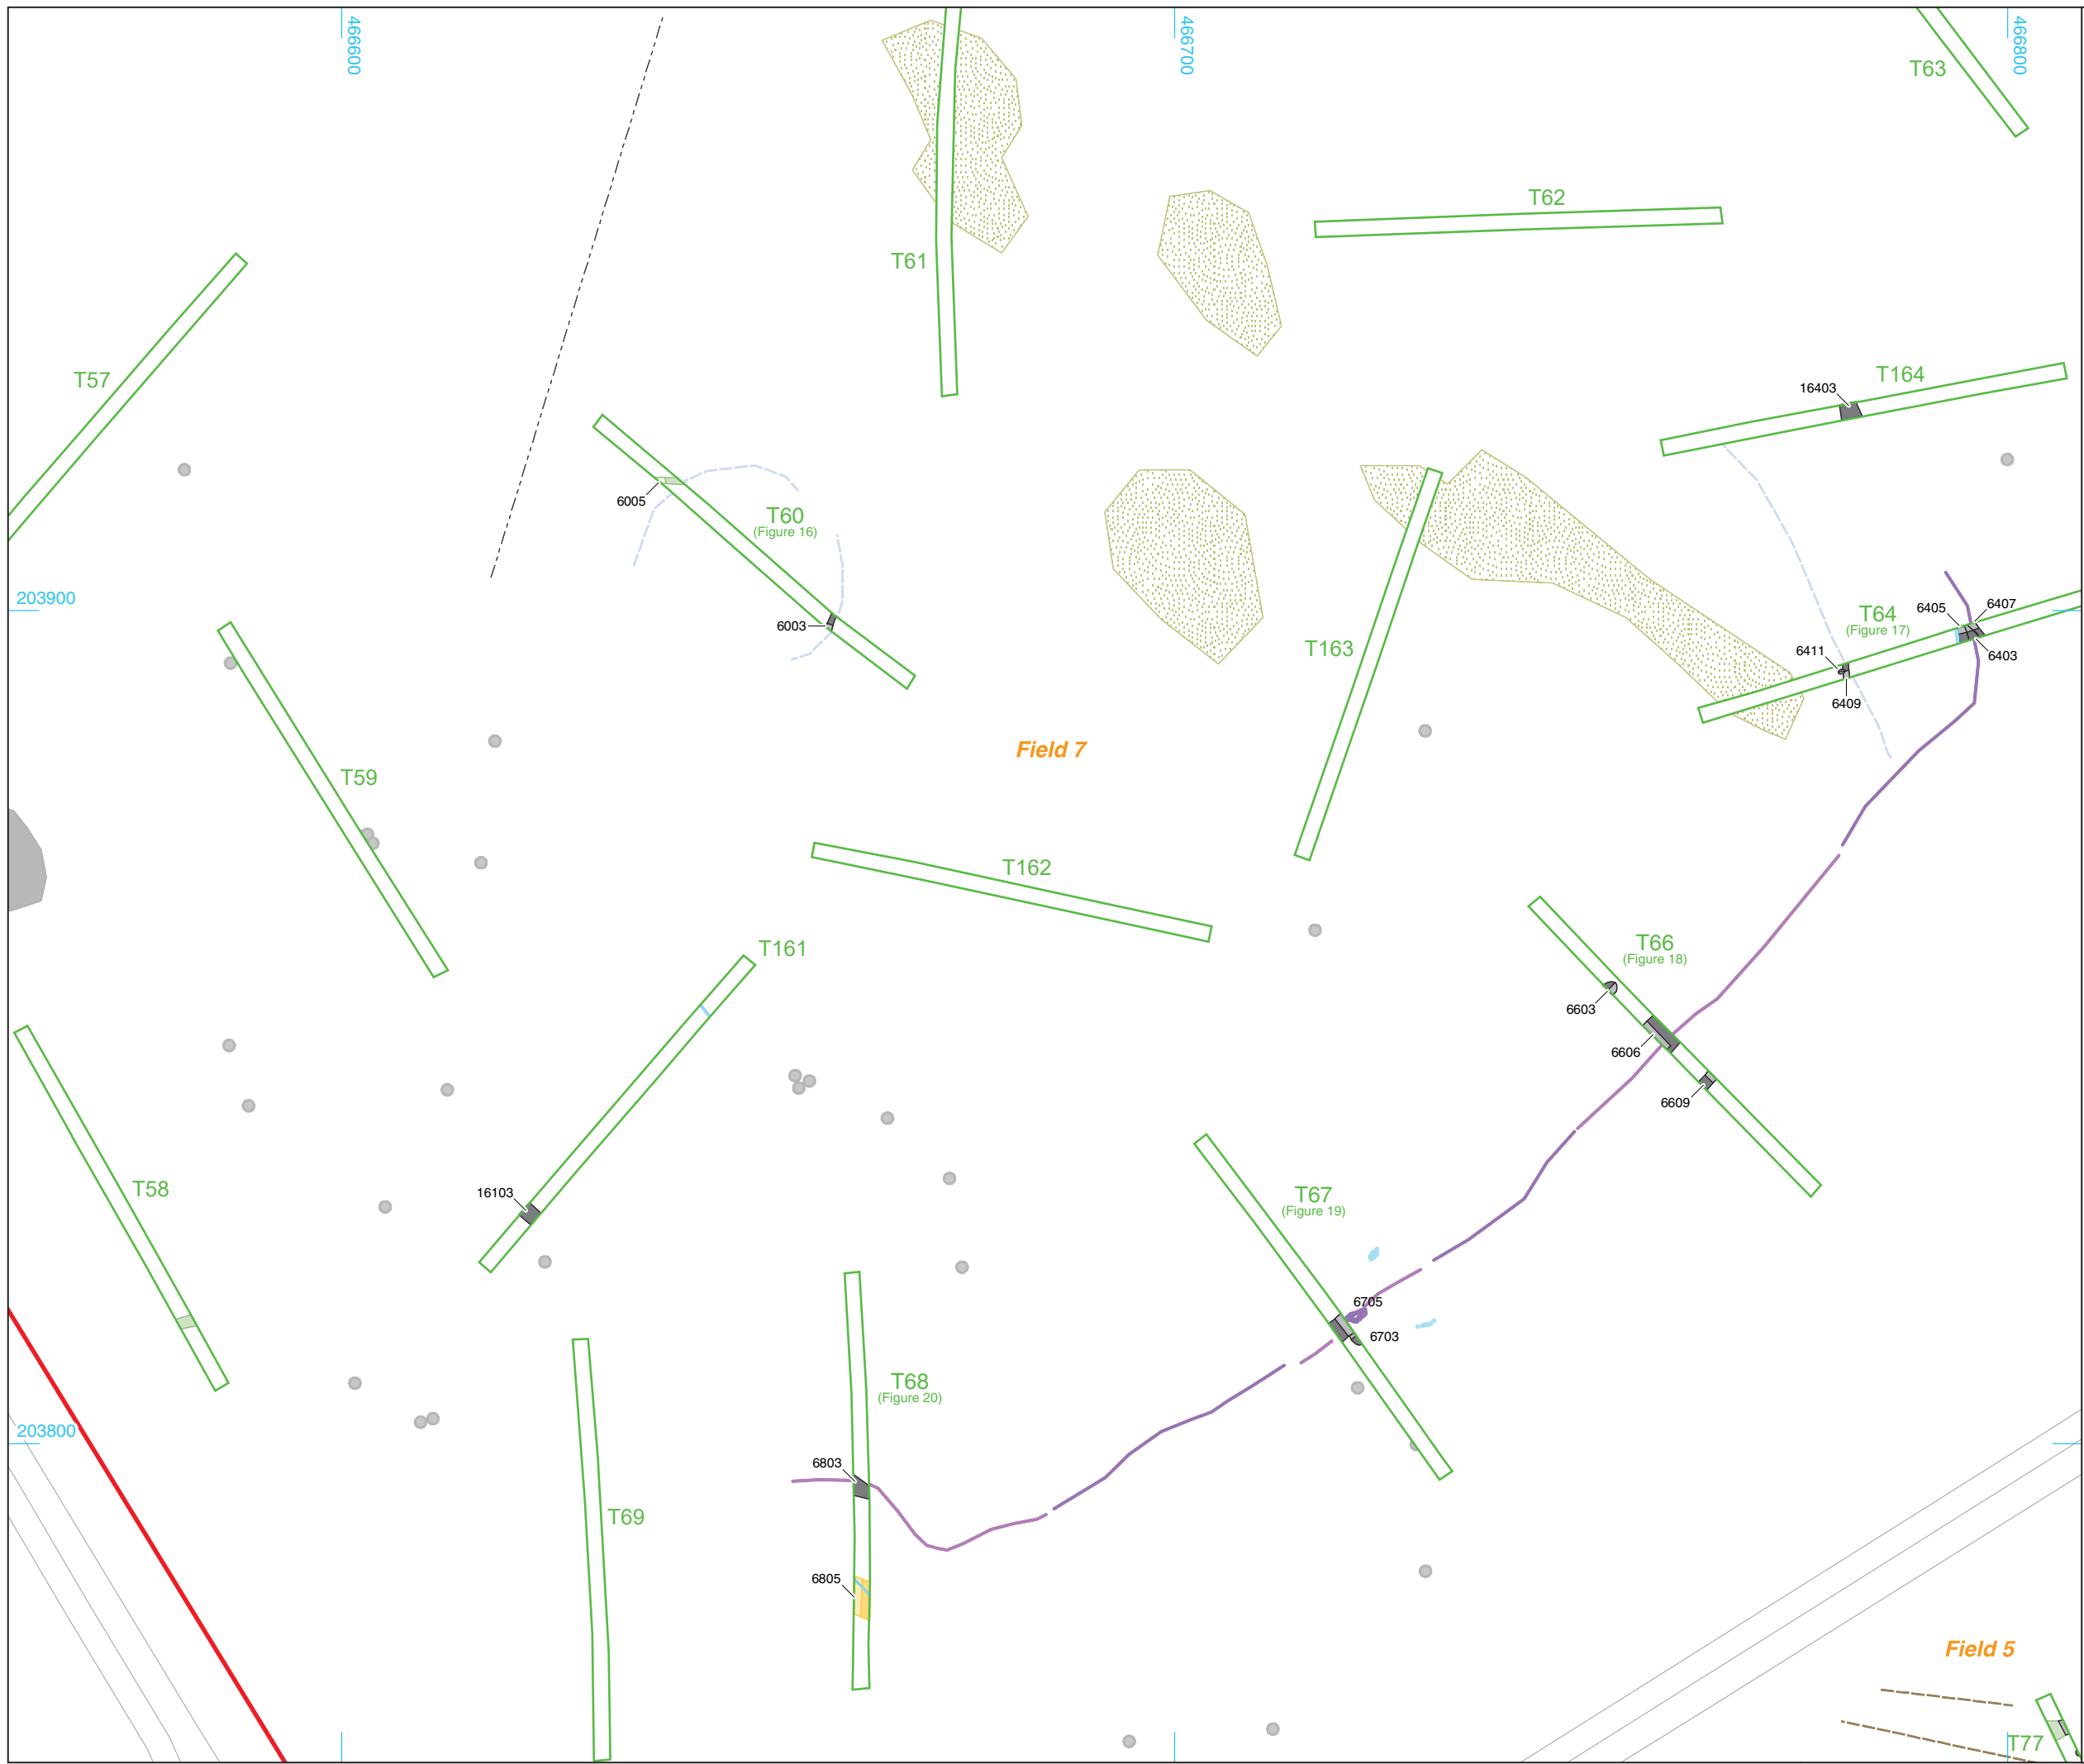 466600
466700
466800
T63
T62
T61
T57
T164
16403
6005
T60
(Figure 16)
6003
203900
T64
(Figure 17)
6405
6407
6403
6411
6409
T163
Field 7
T59
T162
T161
T66
(Figure 18)
6603
6606
6609
T58
16103
T67
(Figure 19)
6705
6703
T68
(Figure 20)
203800
6803
T69
6805
Field 5
T77